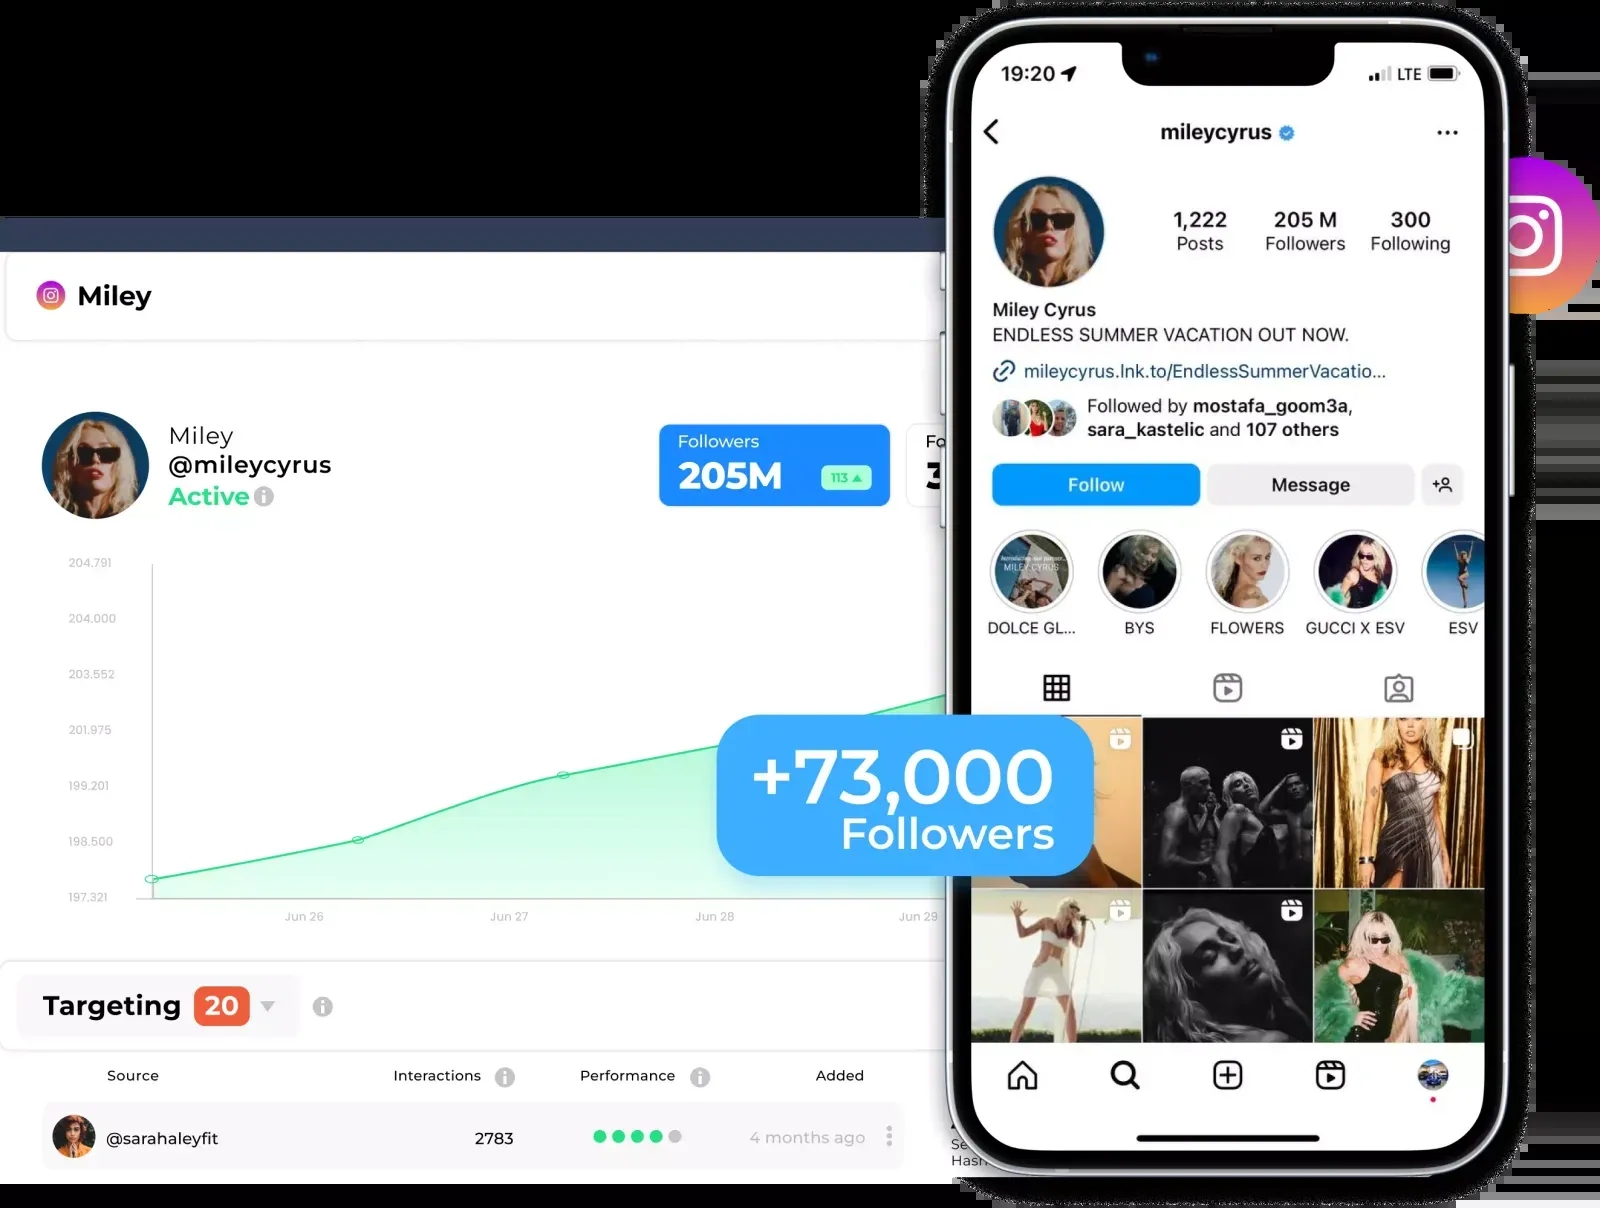 Miley
Miley
@mileycyrus
Active
Followers
205M
113
Fo
204.791
204.000
203.552
201.975
199.201
198.500
197.321
Jun 26
Jun 27
Jun 28
Jun 29
+73,000
Followers
Targeting 20
Source Interactions Performance Added
@sarahaleyfit 2783 4 months ago
Se
Hash
19:20 LTE
mileycyrus
1,222 205 M 300
Posts Followers Following
Miley Cyrus
ENDLESS SUMMER VACATION OUT NOW.
mileycyrus.lnk.to/EndlessSummerVacatio...
Followed by mostafa_goom3a,
sara_kastelic and 107 others
Follow Message
MILEY CYRUS
DOLCE GL... BYS FLOWERS GUCCI X ESV ESV